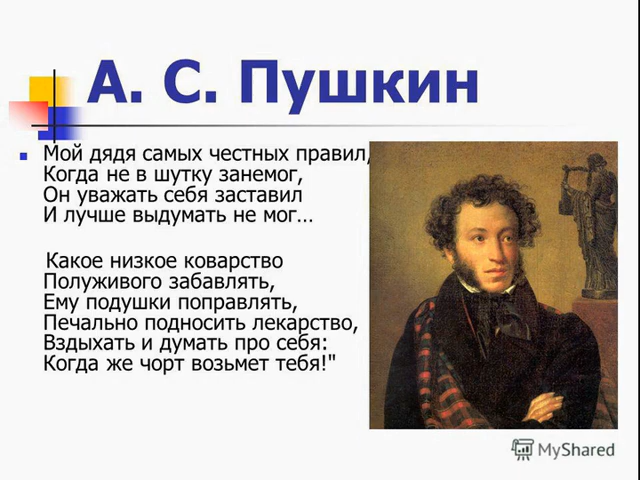 А. С. Пушкин
Мой дядя самых честных правил,
Когда не в шутку занемог,
Он уважать себя заставил
И лучше выдумать не мог…
Какое низкое коварство
Полуживого забавлять,
Ему подушки поправлять,
Печально подносить лекарство,
Вздыхать и думать про себя:
Когда же чорт возьмет тебя!"
MyShared